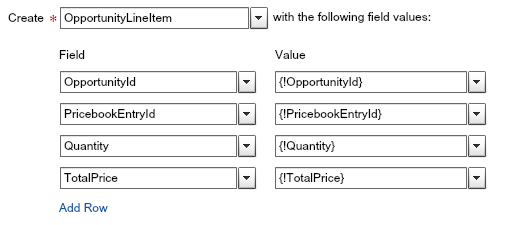 Create * OpportunityLineItem with the following field values:
Field Value
OpportunityId {!OpportunityId}
PricebookEntryId {!PricebookEntryId}
Quantity {!Quantity}
TotalPrice {!TotalPrice}
Add Row